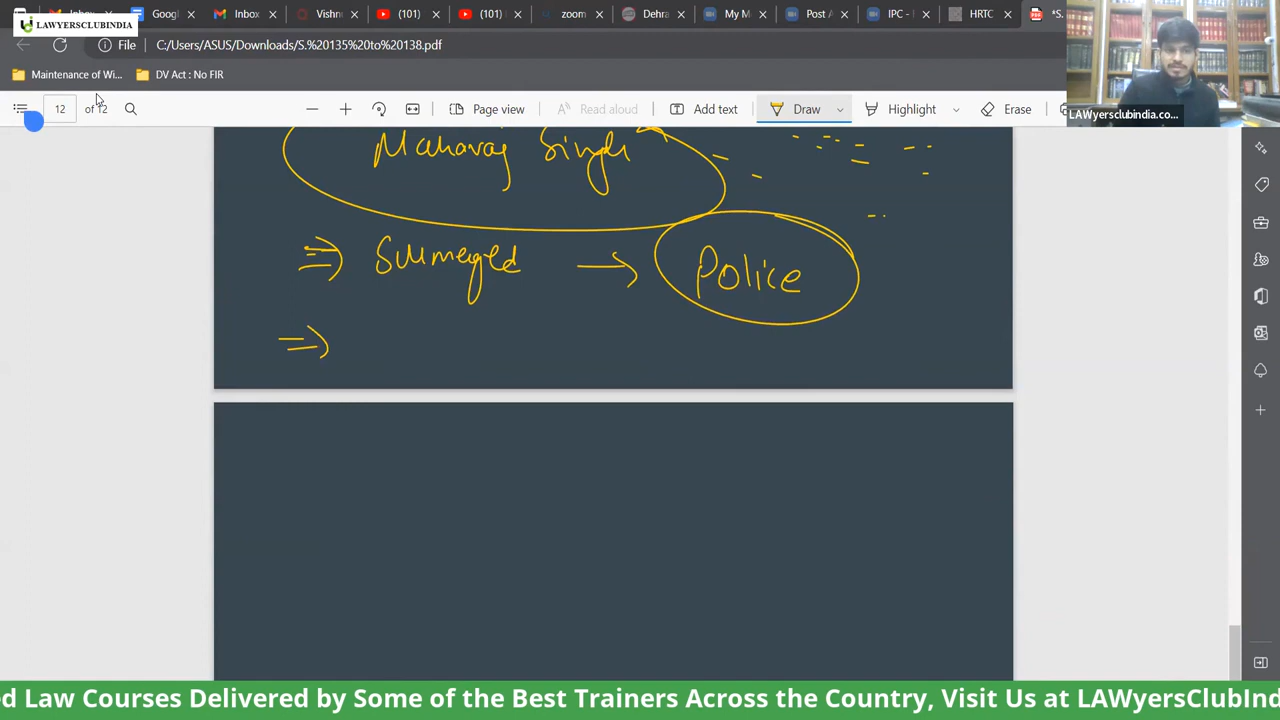 Inbox
Googl
Inbox
Vishn
(101)
(101)
nom
Dehra
My M
Post
IPC -
HRTC
*S.
LAWYERSCLUBINDIA
File
C:/Users/ASUS/Downloads/S.%20135%20to%20138.pdf
Maintenance of Wi...
DV Act : No FIR
12
of 12
Page view
Read aloud
Add text
Draw
Highlight
Erase
LAWyersclubindia.co...
Maharaj Singh
=> Submerged → Police
=>
ed Law Courses Delivered by Some of the Best Trainers Across the Country, Visit Us at LAWyersClubInd